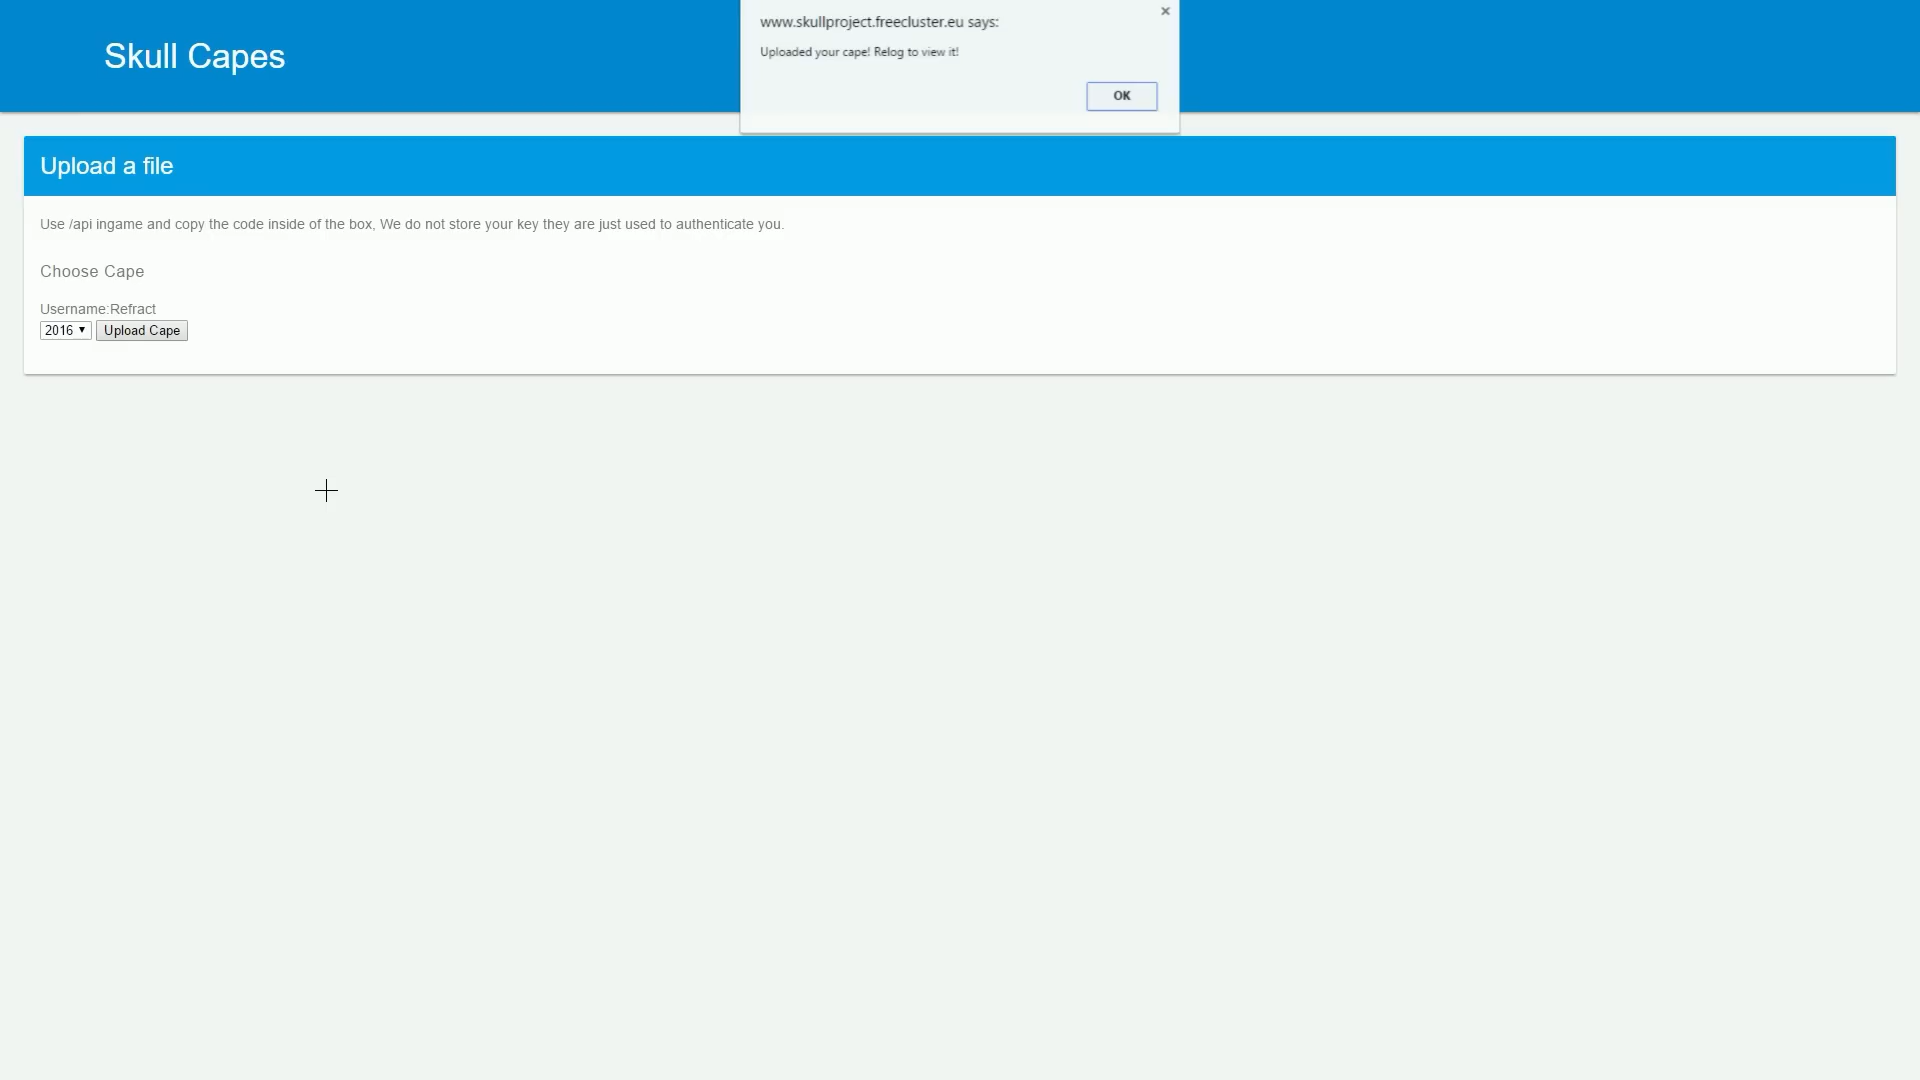 Skull Capes
www.skullproject.freecluster.eu says:
Uploaded your cape! Relog to view it!
OK
Upload a file
Use /api ingame and copy the code inside of the box, We do not store your key they are just used to authenticate you.
Choose Cape
Username:Refract
2016
Upload Cape